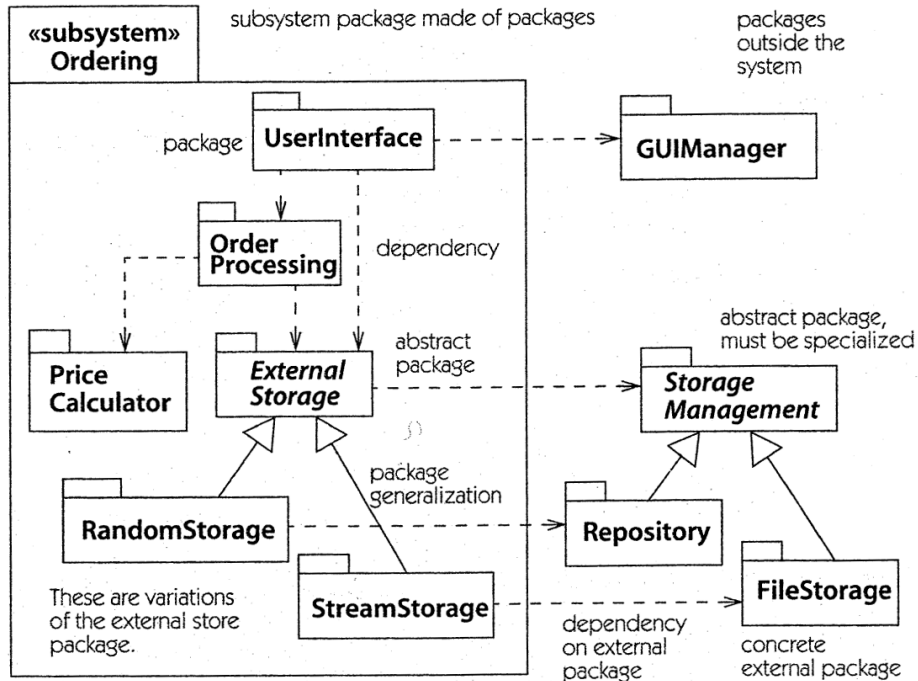 «subsystem»
Ordering
subsystem package made of packages
packages
outside the
system
package
UserInterface
GUIManager
Order
Processing
dependency
Price
Calculator
External
Storage
abstract
package
abstract package,
must be specialized
Storage
Management
package
generalization
RandomStorage
Repository
These are variations
of the external store
package.
StreamStorage
FileStorage
dependency
on external
package
concrete
external package